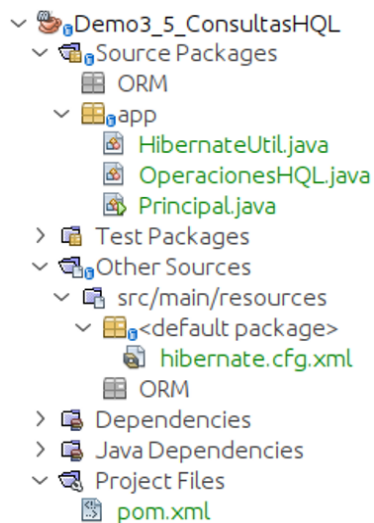 Demo3_5_ConsultasHQL
Source Packages
ORM
app
HibernateUtil.java
OperacionesHQL.java
Principal.java
Test Packages
Other Sources
src/main/resources
<default package>
hibernate.cfg.xml
ORM
Dependencies
Java Dependencies
Project Files
pom.xml